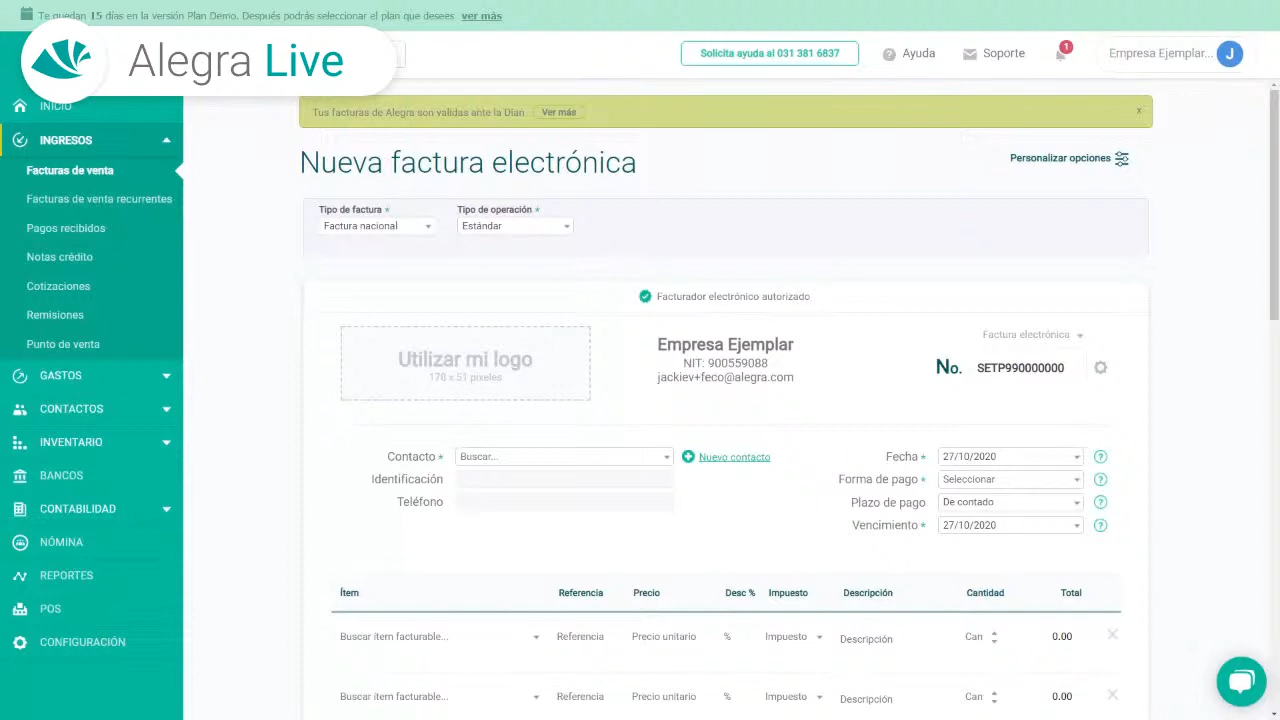 Te quedan 15 días en la versión Plan Demo. Después podrás seleccionar el plan que desees. ver más
Alegra Live
Solicita ayuda al 031 381 6837
Ayuda
Soporte
1
Empresa Ejemplar...
J
INICIO
INGRESOS
Facturas de venta
Facturas de venta recurrentes
Pagos recibidos
Notas crédito
Cotizaciones
Remisiones
Punto de venta
GASTOS
CONTACTOS
INVENTARIO
BANCOS
CONTABILIDAD
NÓMINA
REPORTES
POS
CONFIGURACIÓN
Tus facturas de Alegra son validas ante la Dian Ver más x
Nueva factura electrónica
Personalizar opciones
Tipo de factura * Tipo de operación *
Factura nacional Estándar
Facturador electrónico autorizado
Utilizar mi logo
178 x 51 pixeles
Empresa Ejemplar
NIT: 900559088
jackiev+feco@alegra.com
Factura electrónica
No. SETP990000000
Contacto * Buscar... Nuevo contacto
Identificación
Teléfono
Fecha * 27/10/2020 ?
Forma de pago * Seleccionar ?
Plazo de pago De contado ?
Vencimiento * 27/10/2020 ?
Ítem Referencia Precio Desc % Impuesto Descripción Cantidad Total
Buscar ítem facturable... Referencia Precio unitario % Impuesto Descripción Can 0.00
Buscar ítem facturable... Referencia Precio unitario % Impuesto Descripción Can 0.00